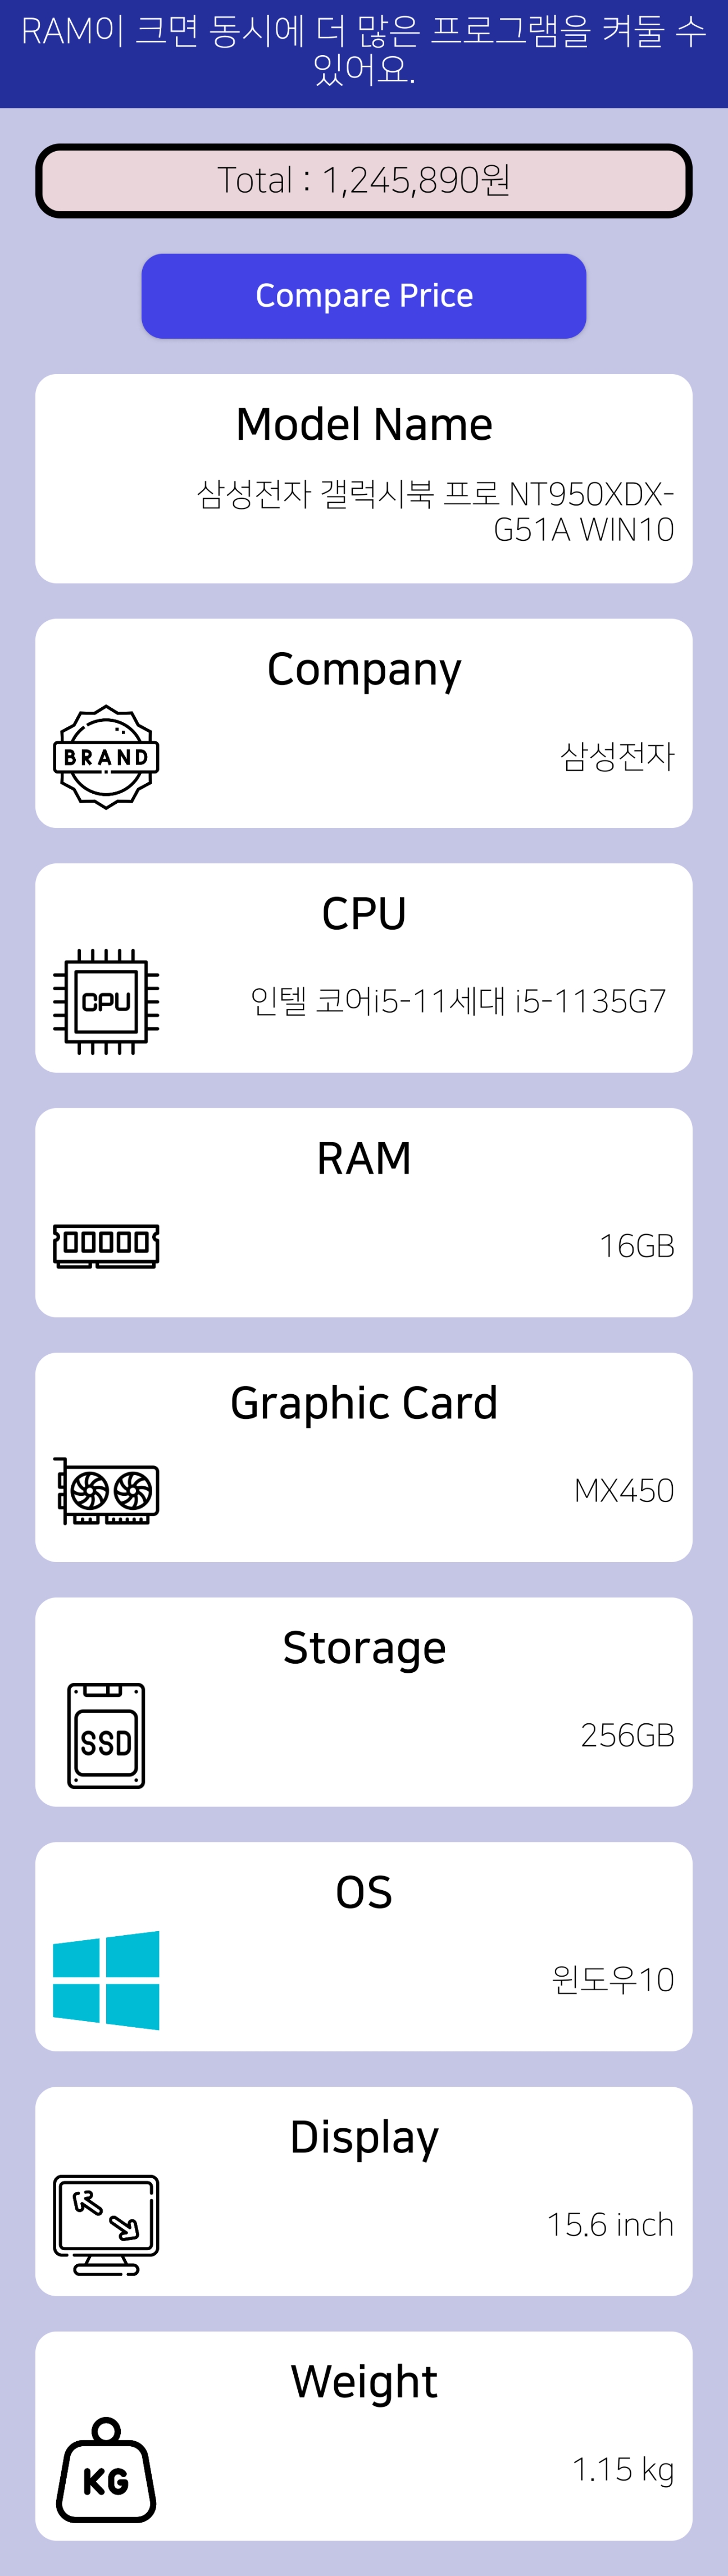 RAM이 크면 동시에 더 많은 프로그램을 켜둘 수
있어요.
Total : 1,245,890원
Compare Price
Model Name
삼성전자 갤럭시북 프로 NT950XDX-
G51A WIN10
Company
BRAND
삼성전자
CPU
CPU
인텔 코어i5-11세대 i5-1135G7
RAM
16GB
Graphic Card
MX450
Storage
SSD
256GB
OS
윈도우10
Display
15.6 inch
Weight
KG
1.15 kg